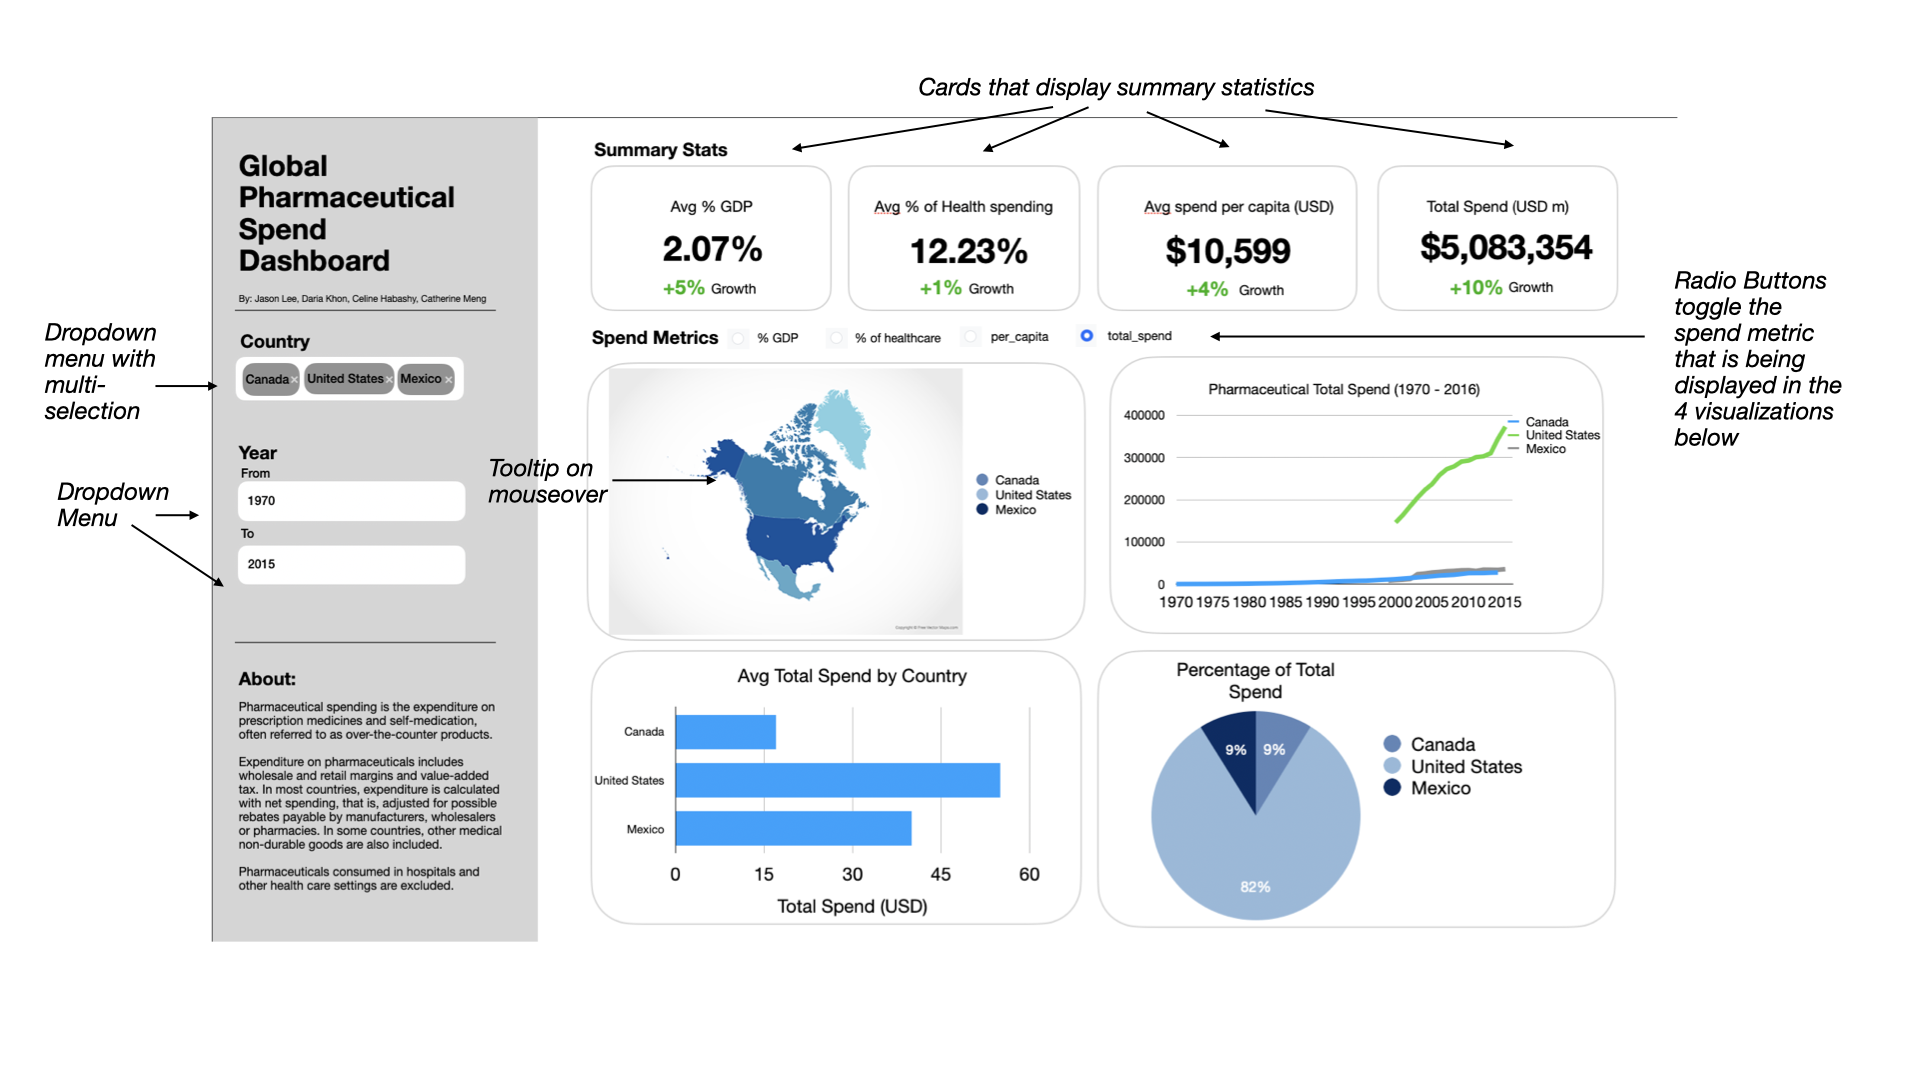 Cards that display summary statistics
Global
Pharmaceutical
Spend
Dashboard
By: Jason Lee, Daria Khon, Celine Habashy, Catherine Meng
Country
Canada×
United States×
Mexico×
Year
From
1970
To
2015
About:
Pharmaceutical spending is the expenditure on
prescription medicines and self-medication,
often referred to as over-the-counter products.
Expenditure on pharmaceuticals includes
wholesale and retail margins and value-added
tax. In most countries, expenditure is calculated
with net spending, that is, adjusted for possible
rebates payable by manufacturers, wholesalers
or pharmacies. In some countries, other medical
non-durable goods are also included.
Pharmaceuticals consumed in hospitals and
other health care settings are excluded.
Dropdown
menu with
multi-
selection
Dropdown
Menu
Summary Stats
Avg % GDP
2.07%
+5% Growth
Avg % of Health spending
12.23%
+1% Growth
Avg spend per capita (USD)
$10,599
+4% Growth
Total Spend (USD m)
$5,083,354
+10% Growth
Spend Metrics
% GDP
% of healthcare
per_capita
total_spend
Radio Buttons
toggle the
spend metric
that is being
displayed in the
4 visualizations
below
Tooltip on
mouseover
Canada
United States
Mexico
Copyright © Free Vector Maps.com
Pharmaceutical Total Spend (1970 - 2016)
400000
300000
200000
100000
0
1970 1975 1980 1985 1990 1995 2000 2005 2010 2015
Canada
United States
Mexico
Avg Total Spend by Country
Canada
United States
Mexico
0 15 30 45 60
Total Spend (USD)
Percentage of Total
Spend
9% 9%
82%
Canada
United States
Mexico